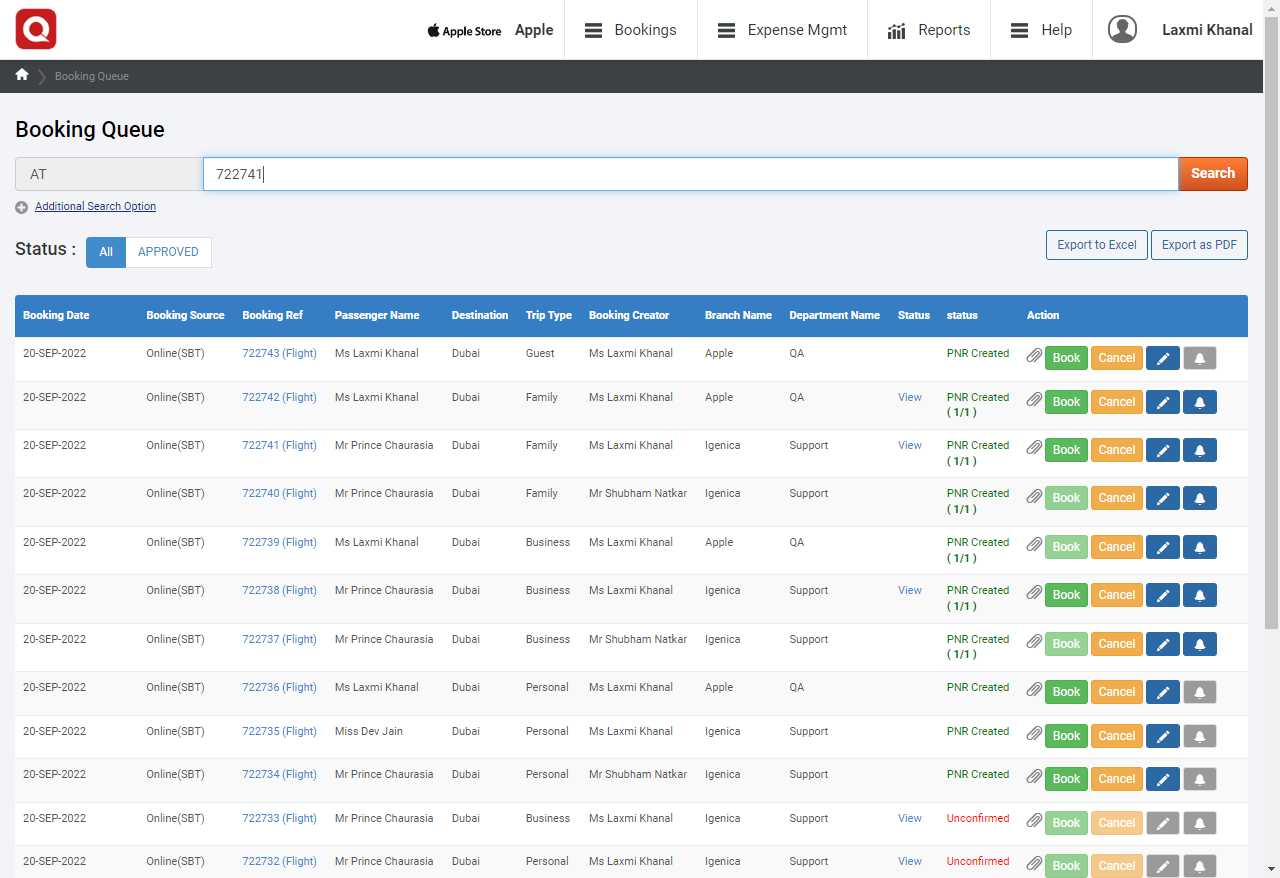 Apple Store Apple Bookings Expense Mgmt Reports Help Laxmi Khanal
Booking Queue
Booking Queue
AT 722741 Search
Additional Search Option
Status : All APPROVED Export to Excel Export as PDF
Booking Date Booking Source Booking Ref Passenger Name Destination Trip Type Booking Creator Branch Name Department Name Status status Action
20-SEP-2022 Online(SBT) 722743 (Flight) Ms Laxmi Khanal Dubai Guest Ms Laxmi Khanal Apple QA PNR Created Book Cancel
20-SEP-2022 Online(SBT) 722742 (Flight) Ms Laxmi Khanal Dubai Family Ms Laxmi Khanal Apple QA View PNR Created Book Cancel
( 1/1 )
20-SEP-2022 Online(SBT) 722741 (Flight) Mr Prince Chaurasia Dubai Family Ms Laxmi Khanal Igenica Support View PNR Created Book Cancel
( 1/1 )
20-SEP-2022 Online(SBT) 722740 (Flight) Mr Prince Chaurasia Dubai Family Mr Shubham Natkar Igenica Support PNR Created Book Cancel
( 1/1 )
20-SEP-2022 Online(SBT) 722739 (Flight) Ms Laxmi Khanal Dubai Business Ms Laxmi Khanal Apple QA PNR Created Book Cancel
( 1/1 )
20-SEP-2022 Online(SBT) 722738 (Flight) Mr Prince Chaurasia Dubai Business Ms Laxmi Khanal Igenica Support View PNR Created Book Cancel
( 1/1 )
20-SEP-2022 Online(SBT) 722737 (Flight) Mr Prince Chaurasia Dubai Business Mr Shubham Natkar Igenica Support PNR Created Book Cancel
( 1/1 )
20-SEP-2022 Online(SBT) 722736 (Flight) Ms Laxmi Khanal Dubai Personal Ms Laxmi Khanal Apple QA PNR Created Book Cancel
20-SEP-2022 Online(SBT) 722735 (Flight) Miss Dev Jain Dubai Personal Ms Laxmi Khanal Igenica Support PNR Created Book Cancel
20-SEP-2022 Online(SBT) 722734 (Flight) Mr Prince Chaurasia Dubai Personal Mr Shubham Natkar Igenica Support PNR Created Book Cancel
20-SEP-2022 Online(SBT) 722733 (Flight) Mr Prince Chaurasia Dubai Business Ms Laxmi Khanal Igenica Support View Unconfirmed Book Cancel
20-SEP-2022 Online(SBT) 722732 (Flight) Mr Prince Chaurasia Dubai Personal Ms Laxmi Khanal Igenica Support View Unconfirmed Book Cancel